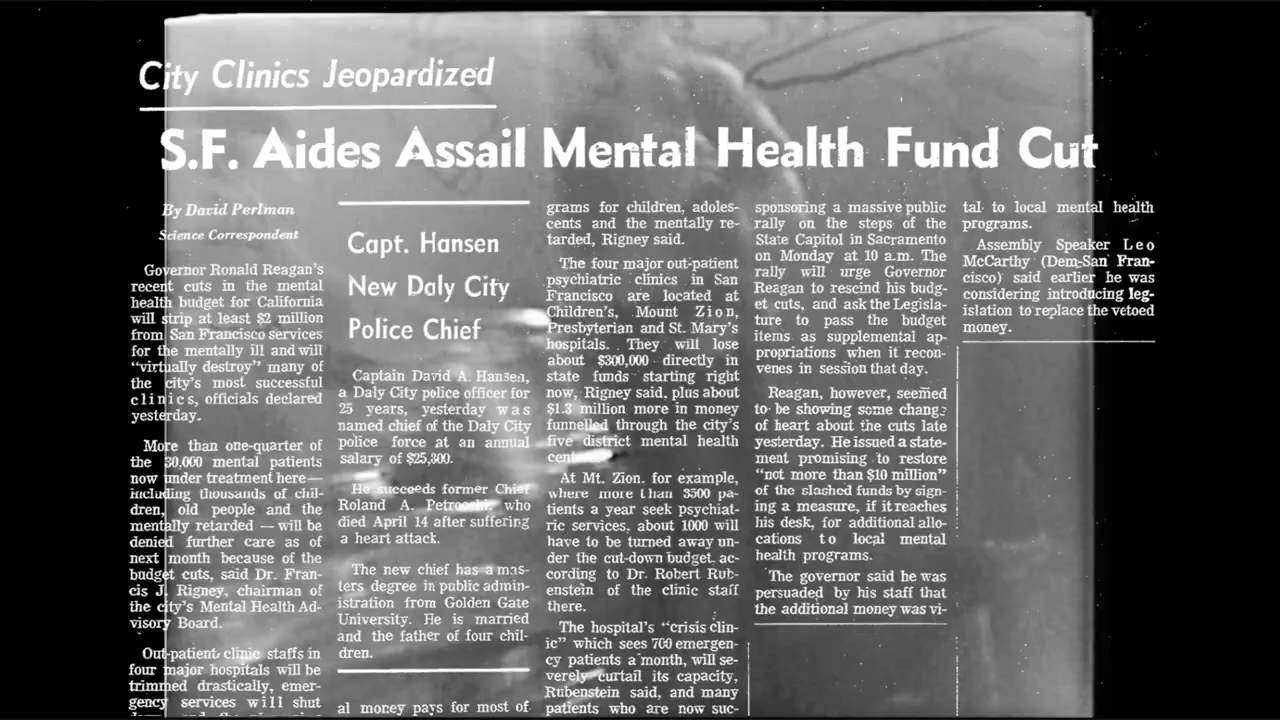 City Clinics Jeopardized
S.F. Aides Assail Mental Health Fund Cut
By David Perlman
Science Correspondent
Governor Ronald Reagan's
recent cuts in the mental
health budget for California
will strip at least $2 million
from San Francisco services
for the mentally ill and will
"virtually destroy" many of
the city's most successful
clinics, officials declared
yesterday.
More than one-quarter of
the 30,000 mental patients
now under treatment here—
including thousands of chil-
dren, old people and the
mentally retarded — will be
denied further care as of
next month because of the
budget cuts, said Dr. Fran-
cis J. Rigney, chairman of
the city's Mental Health Ad-
visory Board.
Out-patient clinic staffs in
four major hospitals will be
trimmed drastically, emer-
gency services will shut
Capt. Hansen
New Daly City
Police Chief
Captain David A. Hansen,
a Daly City police officer for
25 years, yesterday was
named chief of the Daly City
police force at an annual
salary of $25,800.
He succeeds former Chief
Roland A. Petrocchi, who
died April 14 after suffering
a heart attack.
The new chief has a mas-
ters degree in public admin-
istration from Golden Gate
University. He is married
and the father of four chil-
dren.
al money pays for most of
grams for children, adoles-
cents and the mentally re-
tarded, Rigney said.
The four major out-patient
psychiatric clinics in San
Francisco are located at
Children's, Mount Zion,
Presbyterian and St. Mary's
hospitals. They will lose
about $300,000 directly in
state funds starting right
now, Rigney said, plus about
$1.3 million more in money
funnelled through the city's
five district mental health
centers.
At Mt. Zion, for example,
where more than 3500 pa-
tients a year seek psychiat-
ric services, about 1000 will
have to be turned away un-
der the cut-down budget, ac-
cording to Dr. Robert Rub-
enstein of the clinic staff
there.
The hospital's "crisis clin-
ic" which sees 700 emergen-
cy patients a month, will se-
verely curtail its capacity,
Rubenstein said, and many
patients who are now suc-
sponsoring a massive public
rally on the steps of the
State Capitol in Sacramento
on Monday at 10 a.m. The
rally will urge Governor
Reagan to rescind his budg-
et cuts, and ask the Legisla-
ture to pass the budget
items as supplemental ap-
propriations when it recon-
venes in session that day.
Reagan, however, seemed
to be showing some change
of heart about the cuts late
yesterday. He issued a state-
ment promising to restore
"not more than $10 million"
of the slashed funds by sign-
ing a measure, if it reaches
his desk, for additional allo-
cations to local mental
health programs.
The governor said he was
persuaded by his staff that
the additional money was vi-
tal to local mental health
programs.
Assembly Speaker Leo
McCarthy (Dem-San Fran-
cisco) said earlier he was
considering introducing leg-
islation to replace the vetoed
money.